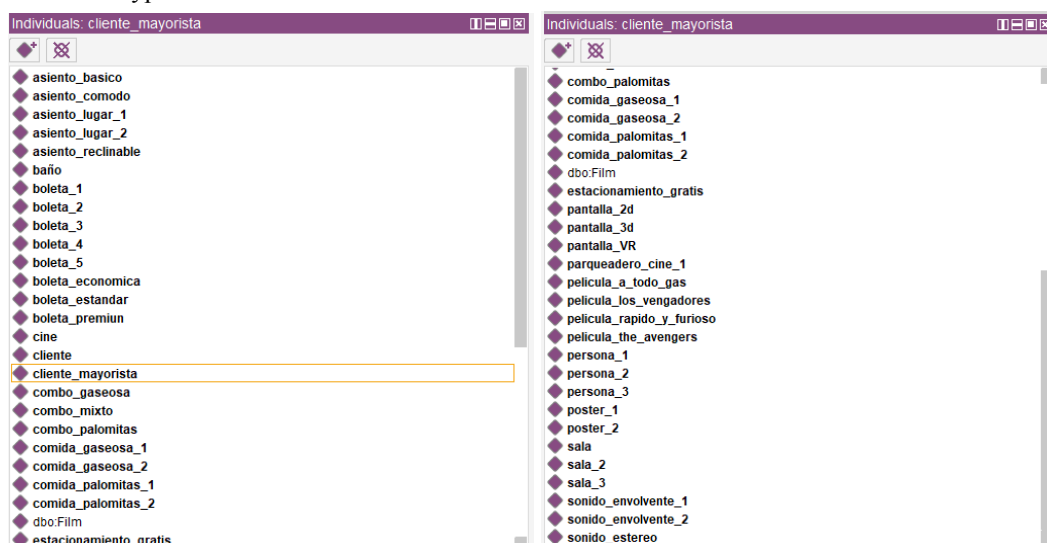 Individuals: cliente_mayorista
asiento_basico
asiento_comodo
asiento_lugar_1
asiento_lugar_2
asiento_reclinable
baño
boleta_1
boleta_2
boleta_3
boleta_4
boleta_5
boleta_economica
boleta_estandar
boleta_premiun
cine
cliente
cliente_mayorista
combo_gaseosa
combo_mixto
combo_palomitas
comida_gaseosa_1
comida_gaseosa_2
comida_palomitas_1
comida_palomitas_2
dbo:Film
estacionamiento_gratis
Individuals: cliente_mayorista
combo_palomitas
comida_gaseosa_1
comida_gaseosa_2
comida_palomitas_1
comida_palomitas_2
dbo:Film
estacionamiento_gratis
pantalla_2d
pantalla_3d
pantalla_VR
parqueadero_cine_1
pelicula_a_todo_gas
pelicula_los_vengadores
pelicula_rapido_y_furioso
pelicula_the_avengers
persona_1
persona_2
persona_3
poster_1
poster_2
sala
sala_2
sala_3
sonido_envolvente_1
sonido_envolvente_2
sonido_estereo